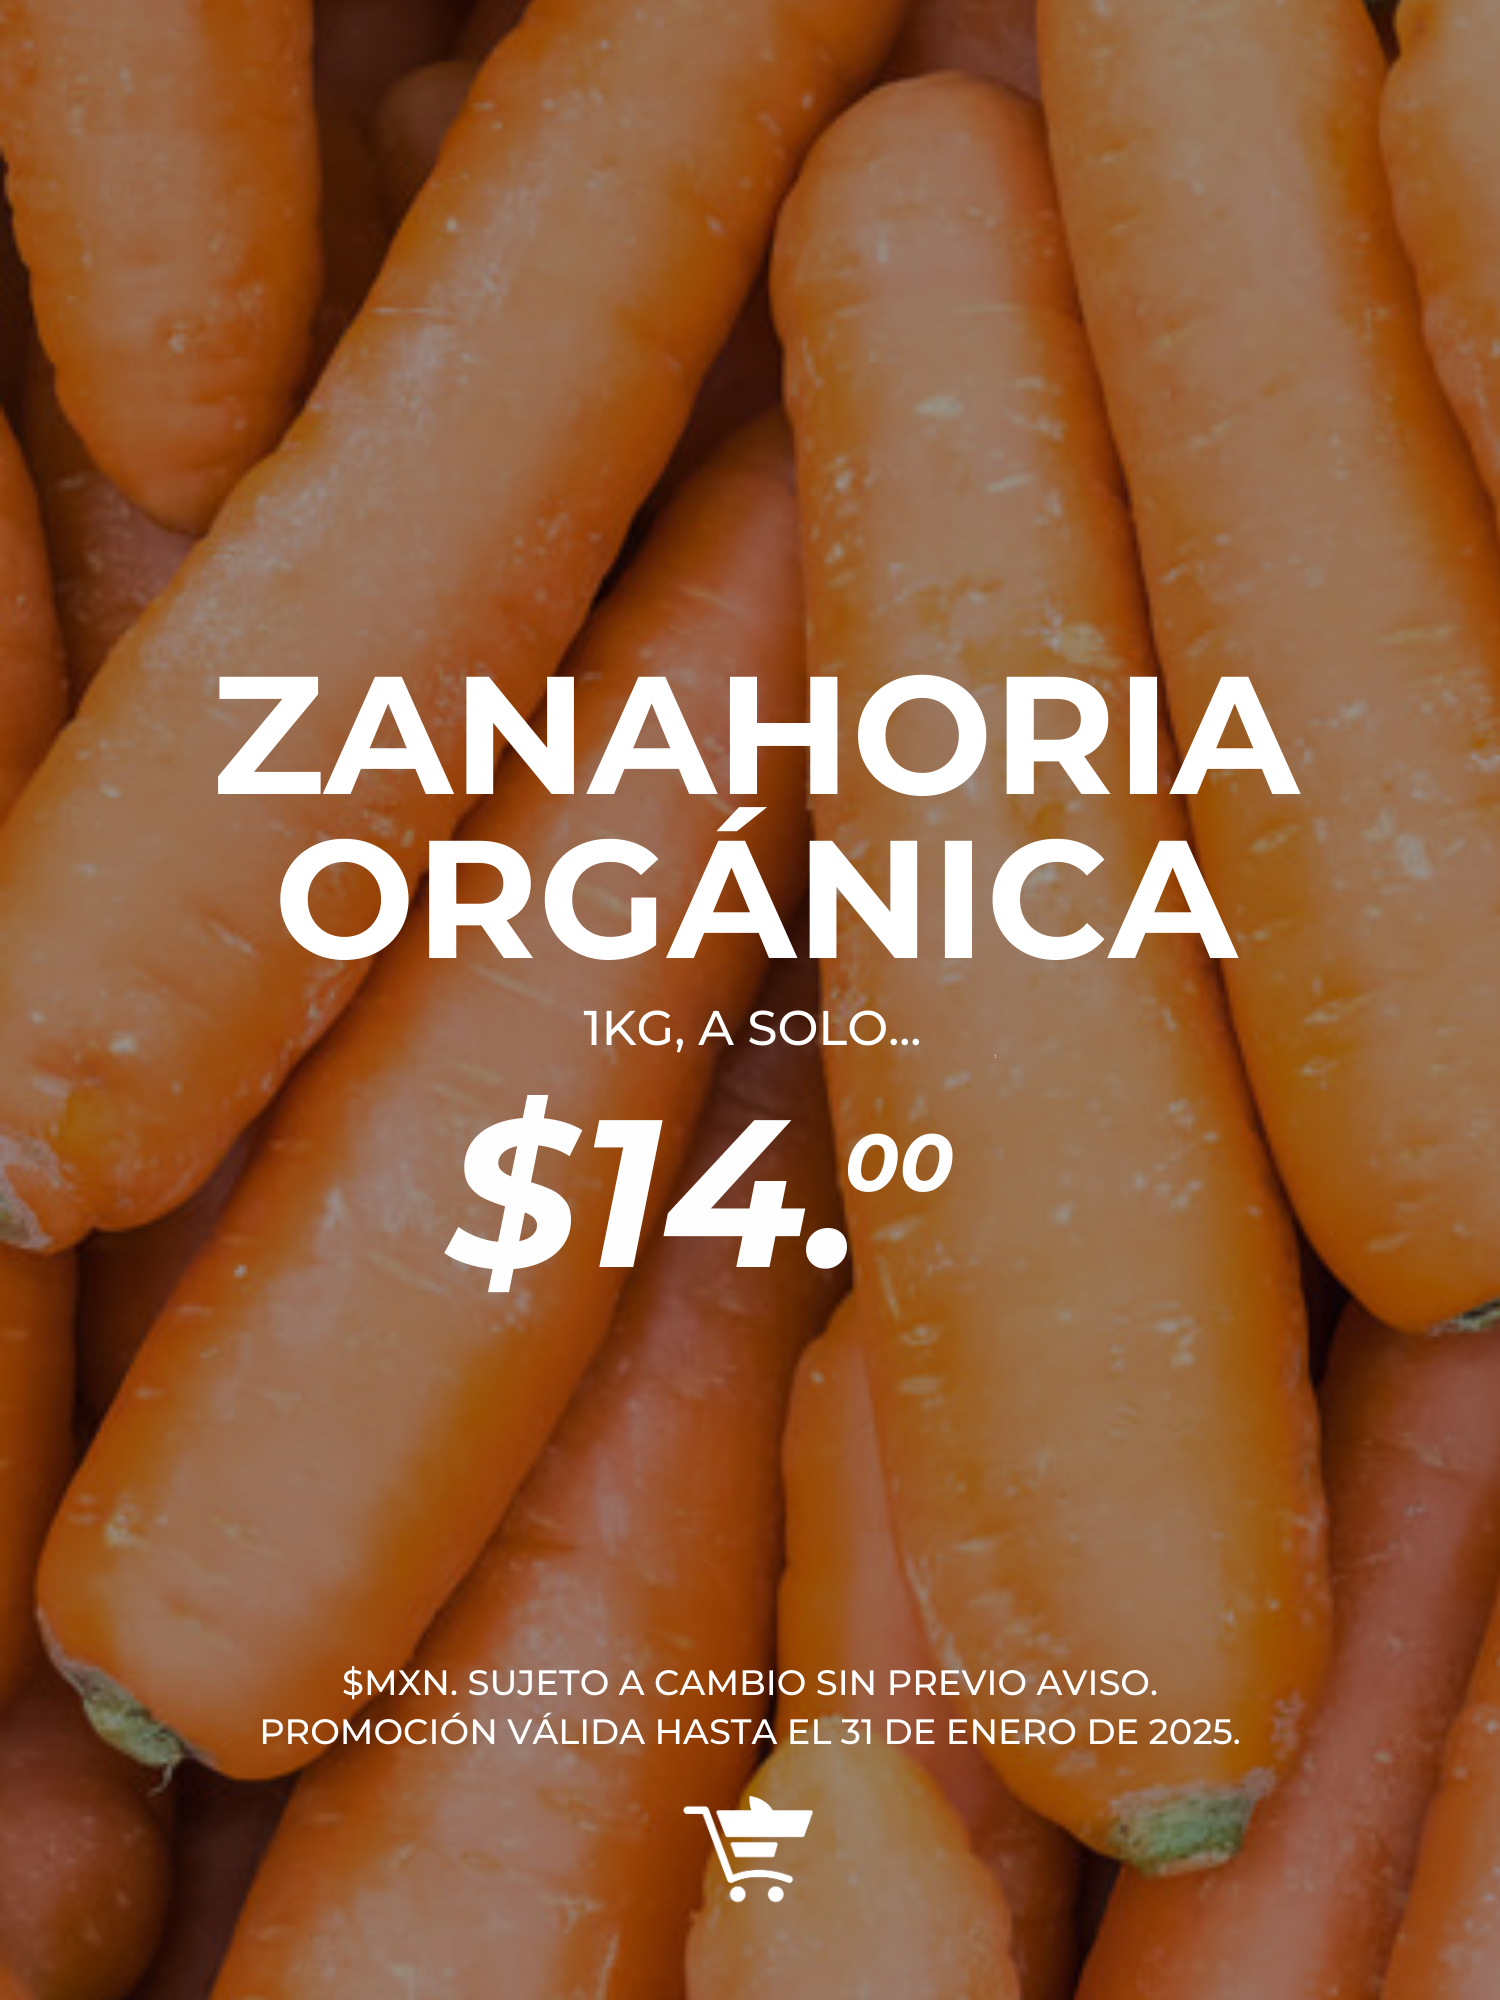 ZANAHORIA
ORGÁNICA
1KG, A SOLO...
$14.00
$MXN. SUJETO A CAMBIO SIN PREVIO AVISO.
PROMOCIÓN VÁLIDA HASTA EL 31 DE ENERO DE 2025.